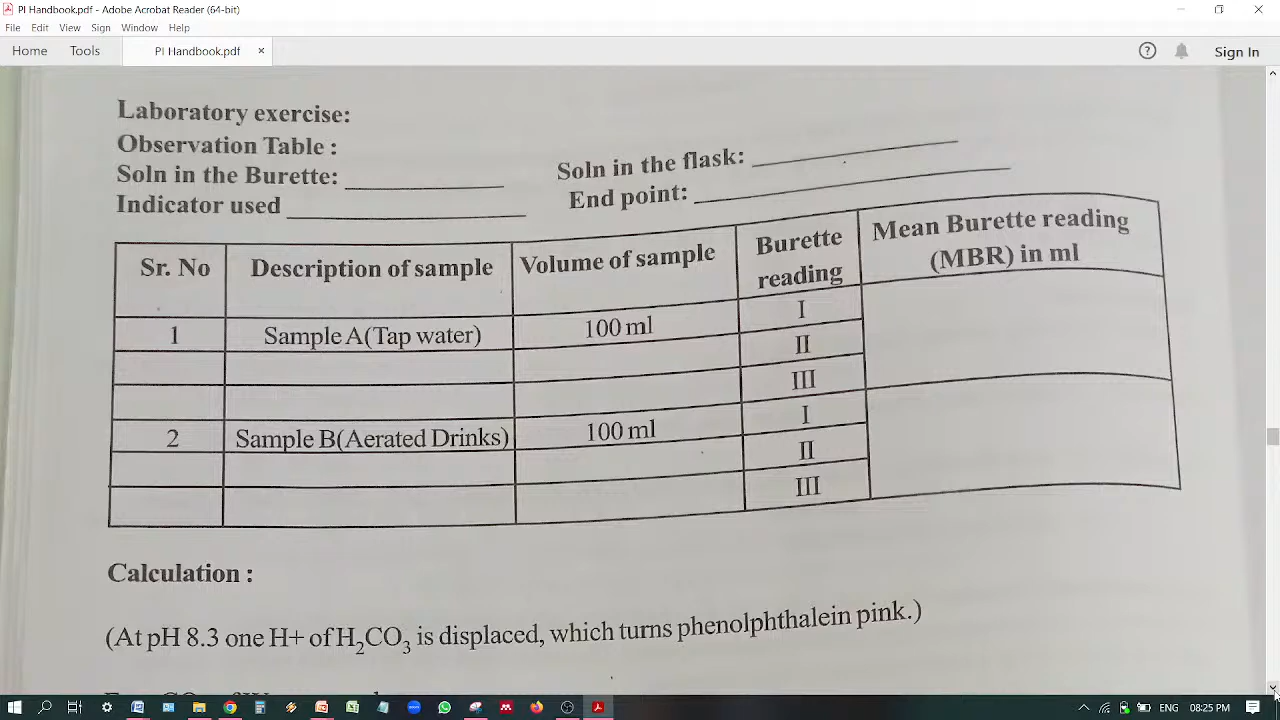 PI Handbook.pdf - Adobe Acrobat Reader (64-bit)
File Edit View Sign Window Help
Home Tools PI Handbook.pdf × Sign In
Laboratory exercise:
Observation Table :
Soln in the Burette: Soln in the flask:
Indicator used End point:
Sr. No Description of sample Volume of sample Burette reading Mean Burette reading (MBR) in ml
1 Sample A(Tap water) 100 ml I
II
III
2 Sample B(Aerated Drinks) 100 ml I
II
III
Calculation :
(At pH 8.3 one H+ of H₂CO₃ is displaced, which turns phenolphthalein pink.)
ENG 08:25 PM